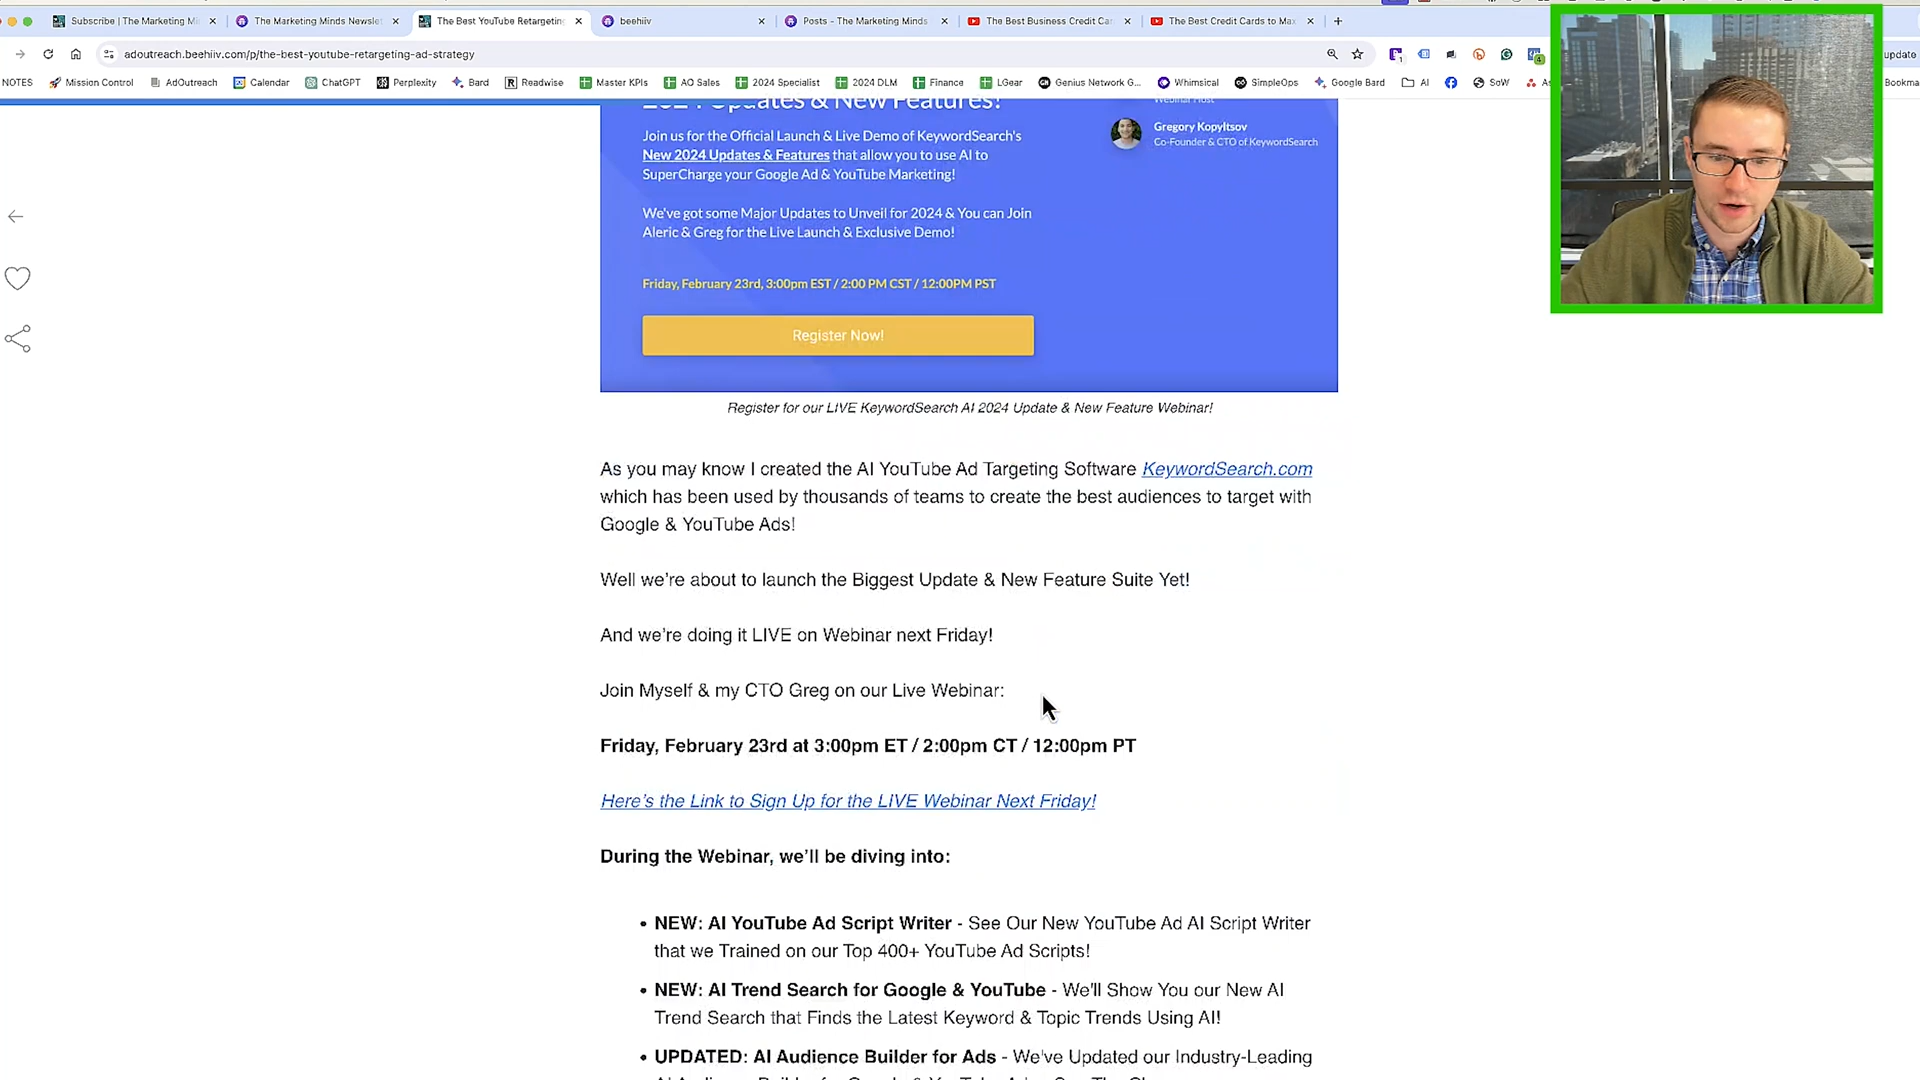 Subscribe | The Marketing Mi
The Marketing Minds Newslet
The Best YouTube Retargeting
beehiiv
Posts - The Marketing Minds
The Best Business Credit Car
The Best Credit Cards to Max
adoutreach.beehiiv.com/p/the-best-youtube-retargeting-ad-strategy
update
NOTES
Mission Control
AdOutreach
Calendar
ChatGPT
Perplexity
Bard
Readwise
Master KPIs
AO Sales
2024 Specialist
2024 DLM
Finance
LGear
Genius Network G...
Whimsical
SimpleOps
Google Bard
AI
SoW
As
Bookma
2024 Updates & New Features!
Webinar Host
Join us for the Official Launch & Live Demo of KeywordSearch's
New 2024 Updates & Features that allow you to use AI to
SuperCharge your Google Ad & YouTube Marketing!
Gregory Kopyltsov
Co-Founder & CTO of KeywordSearch
We've got some Major Updates to Unveil for 2024 & You can Join
Aleric & Greg for the Live Launch & Exclusive Demo!
Friday, February 23rd, 3:00pm EST / 2:00 PM CST / 12:00PM PST
Register Now!
Register for our LIVE KeywordSearch AI 2024 Update & New Feature Webinar!
As you may know I created the AI YouTube Ad Targeting Software KeywordSearch.com
which has been used by thousands of teams to create the best audiences to target with
Google & YouTube Ads!
Well we're about to launch the Biggest Update & New Feature Suite Yet!
And we're doing it LIVE on Webinar next Friday!
Join Myself & my CTO Greg on our Live Webinar:
Friday, February 23rd at 3:00pm ET / 2:00pm CT / 12:00pm PT
Here's the Link to Sign Up for the LIVE Webinar Next Friday!
During the Webinar, we'll be diving into:
• NEW: AI YouTube Ad Script Writer - See Our New YouTube Ad AI Script Writer
that we Trained on our Top 400+ YouTube Ad Scripts!
• NEW: AI Trend Search for Google & YouTube - We'll Show You our New AI
Trend Search that Finds the Latest Keyword & Topic Trends Using AI!
• UPDATED: AI Audience Builder for Ads - We've Updated our Industry-Leading